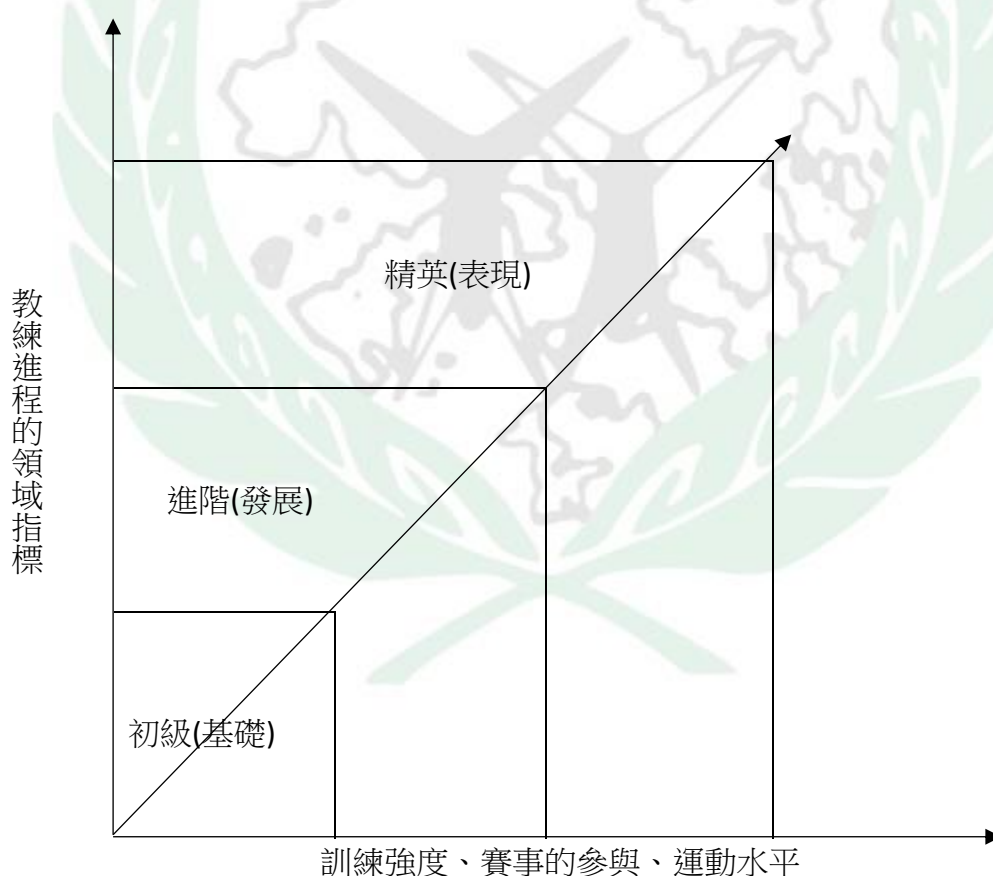 精英(表現)
教練進程的領域指標
進階(發展)
初級(基礎)
訓練強度、賽事的參與、運動水平